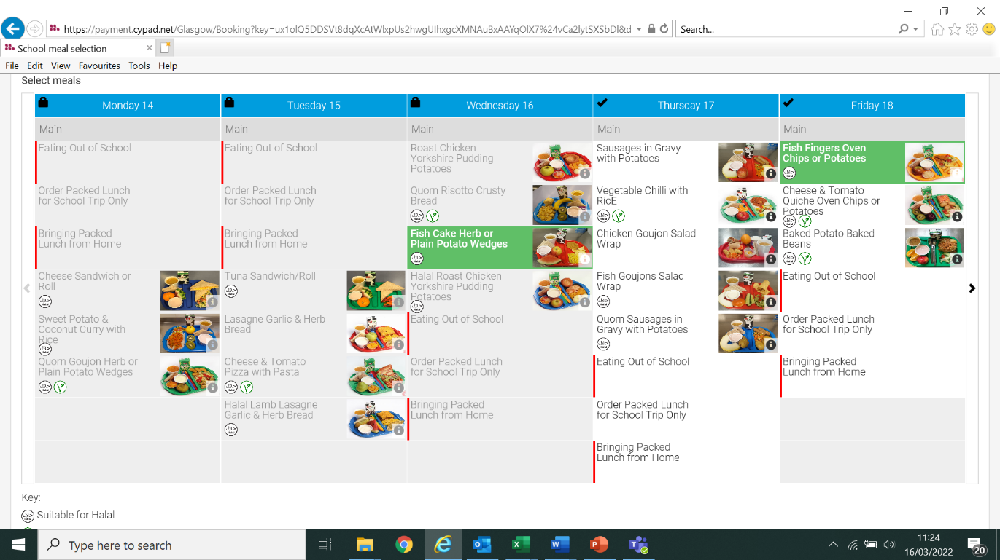 https://payment.cypad.net/Glasgow/Booking?key=ux1olQ5DDSVt8dqXcAtWlxpUs2hwgUIhxgcXMNAuBxAAYqOlX7%24vCa2lytSXSbDl&d
Search...
School meal selection
File Edit View Favourites Tools Help
Select meals
Monday 14
Tuesday 15
Wednesday 16
Thursday 17
Friday 18
Main
Main
Main
Main
Main
Eating Out of School
Order Packed Lunch
for School Trip Only
Bringing Packed
Lunch from Home
Cheese Sandwich or
Roll
Sweet Potato &
Coconut Curry with
Rice
Quorn Goujon Herb or
Plain Potato Wedges
Eating Out of School
Order Packed Lunch
for School Trip Only
Bringing Packed
Lunch from Home
Tuna Sandwich/Roll
Lasagne Garlic & Herb
Bread
Cheese & Tomato
Pizza with Pasta
Halal Lamb Lasagne
Garlic & Herb Bread
Roast Chicken
Yorkshire Pudding
Potatoes
Quorn Risotto Crusty
Bread
Fish Cake Herb or
Plain Potato Wedges
Halal Roast Chicken
Yorkshire Pudding
Potatoes
Eating Out of School
Order Packed Lunch
for School Trip Only
Bringing Packed
Lunch from Home
Sausages in Gravy
with Potatoes
Vegetable Chilli with
RicE
Chicken Goujon Salad
Wrap
Fish Goujons Salad
Wrap
Quorn Sausages in
Gravy with Potatoes
Eating Out of School
Order Packed Lunch
for School Trip Only
Bringing Packed
Lunch from Home
Fish Fingers Oven
Chips or Potatoes
Cheese & Tomato
Quiche Oven Chips or
Potatoes
Baked Potato Baked
Beans
Eating Out of School
Order Packed Lunch
for School Trip Only
Bringing Packed
Lunch from Home
Key:
Suitable for Halal
Type here to search
11:24
16/03/2022
20